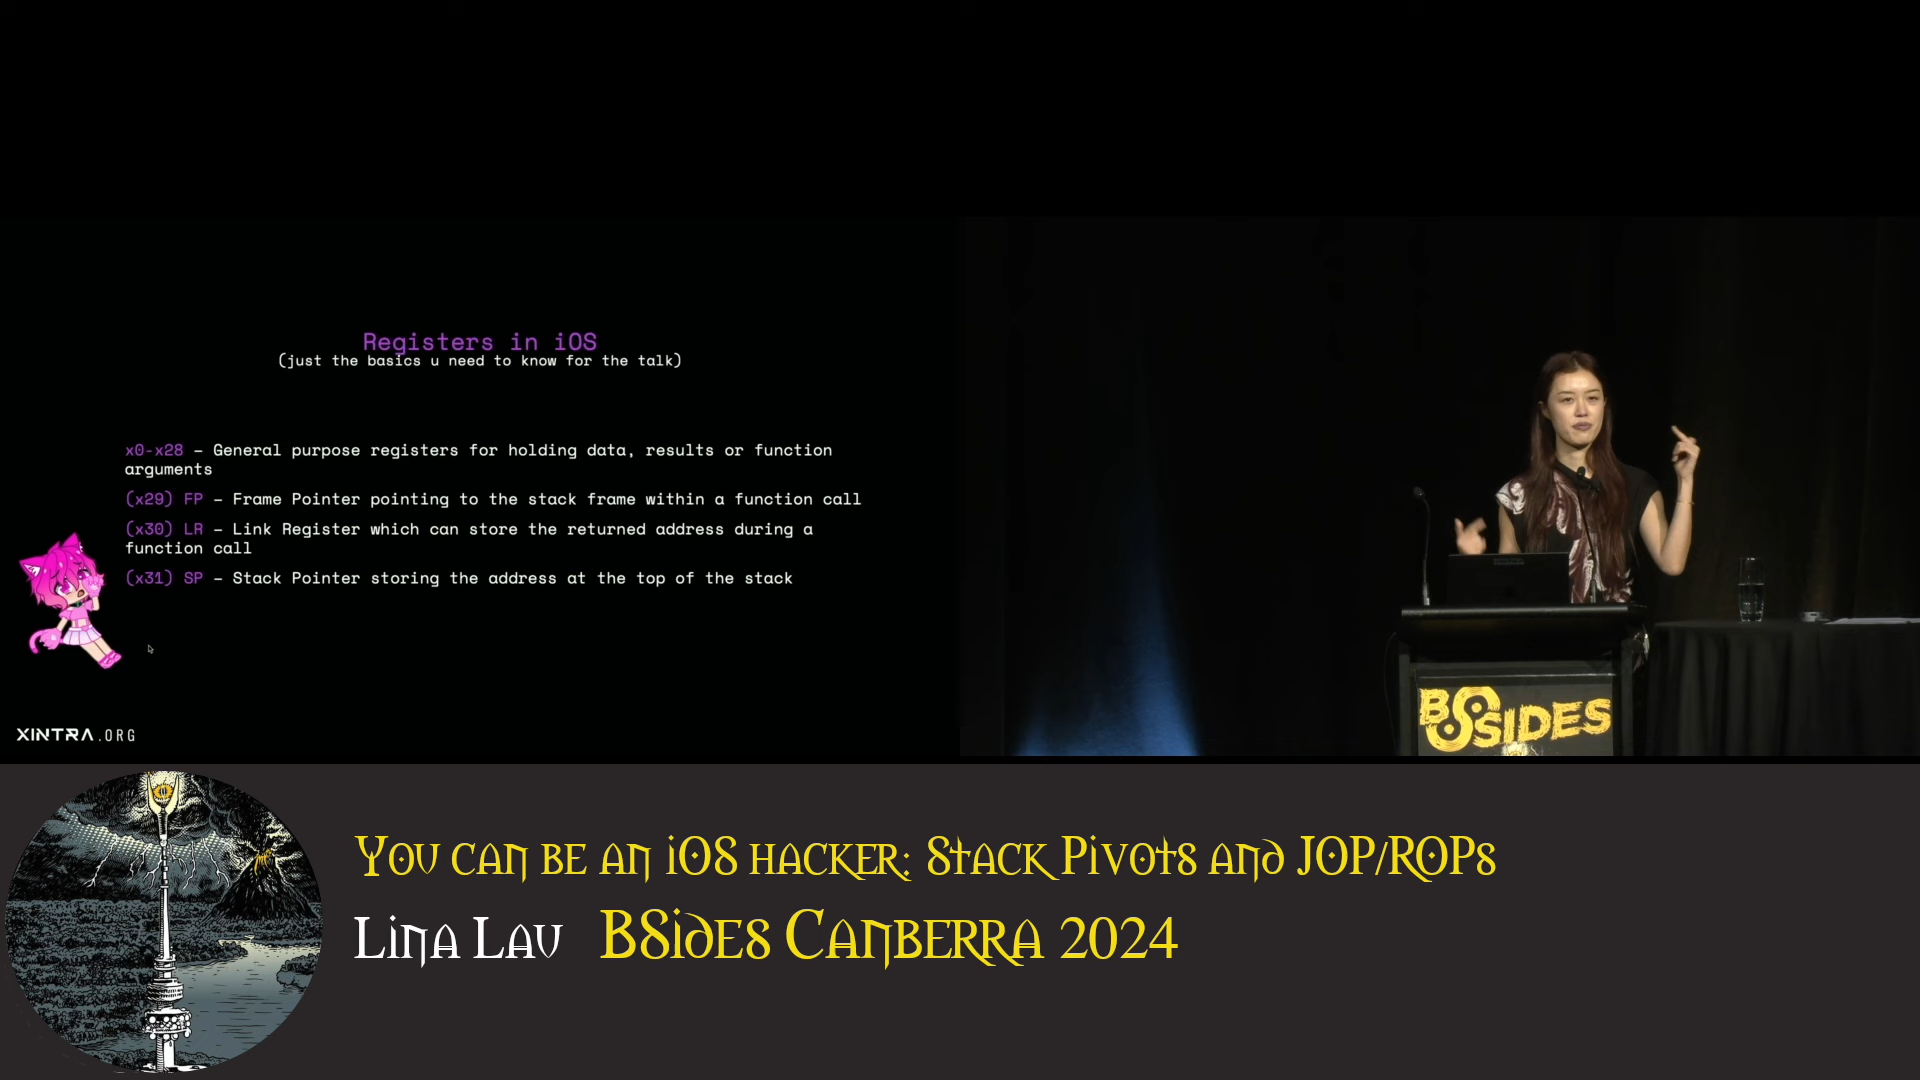 Registers in iOS
(just the basics u need to know for the talk)
x0-x28 – General purpose registers for holding data, results or function
arguments
(x29) FP – Frame Pointer pointing to the stack frame within a function call
(x30) LR – Link Register which can store the returned address during a
function call
(x31) SP – Stack Pointer storing the address at the top of the stack
XINTRA.ORG
BSIDES
You can be an iOS hacker: Stack Pivots and JOP/ROPs
Lina Lau BSides Canberra 2024